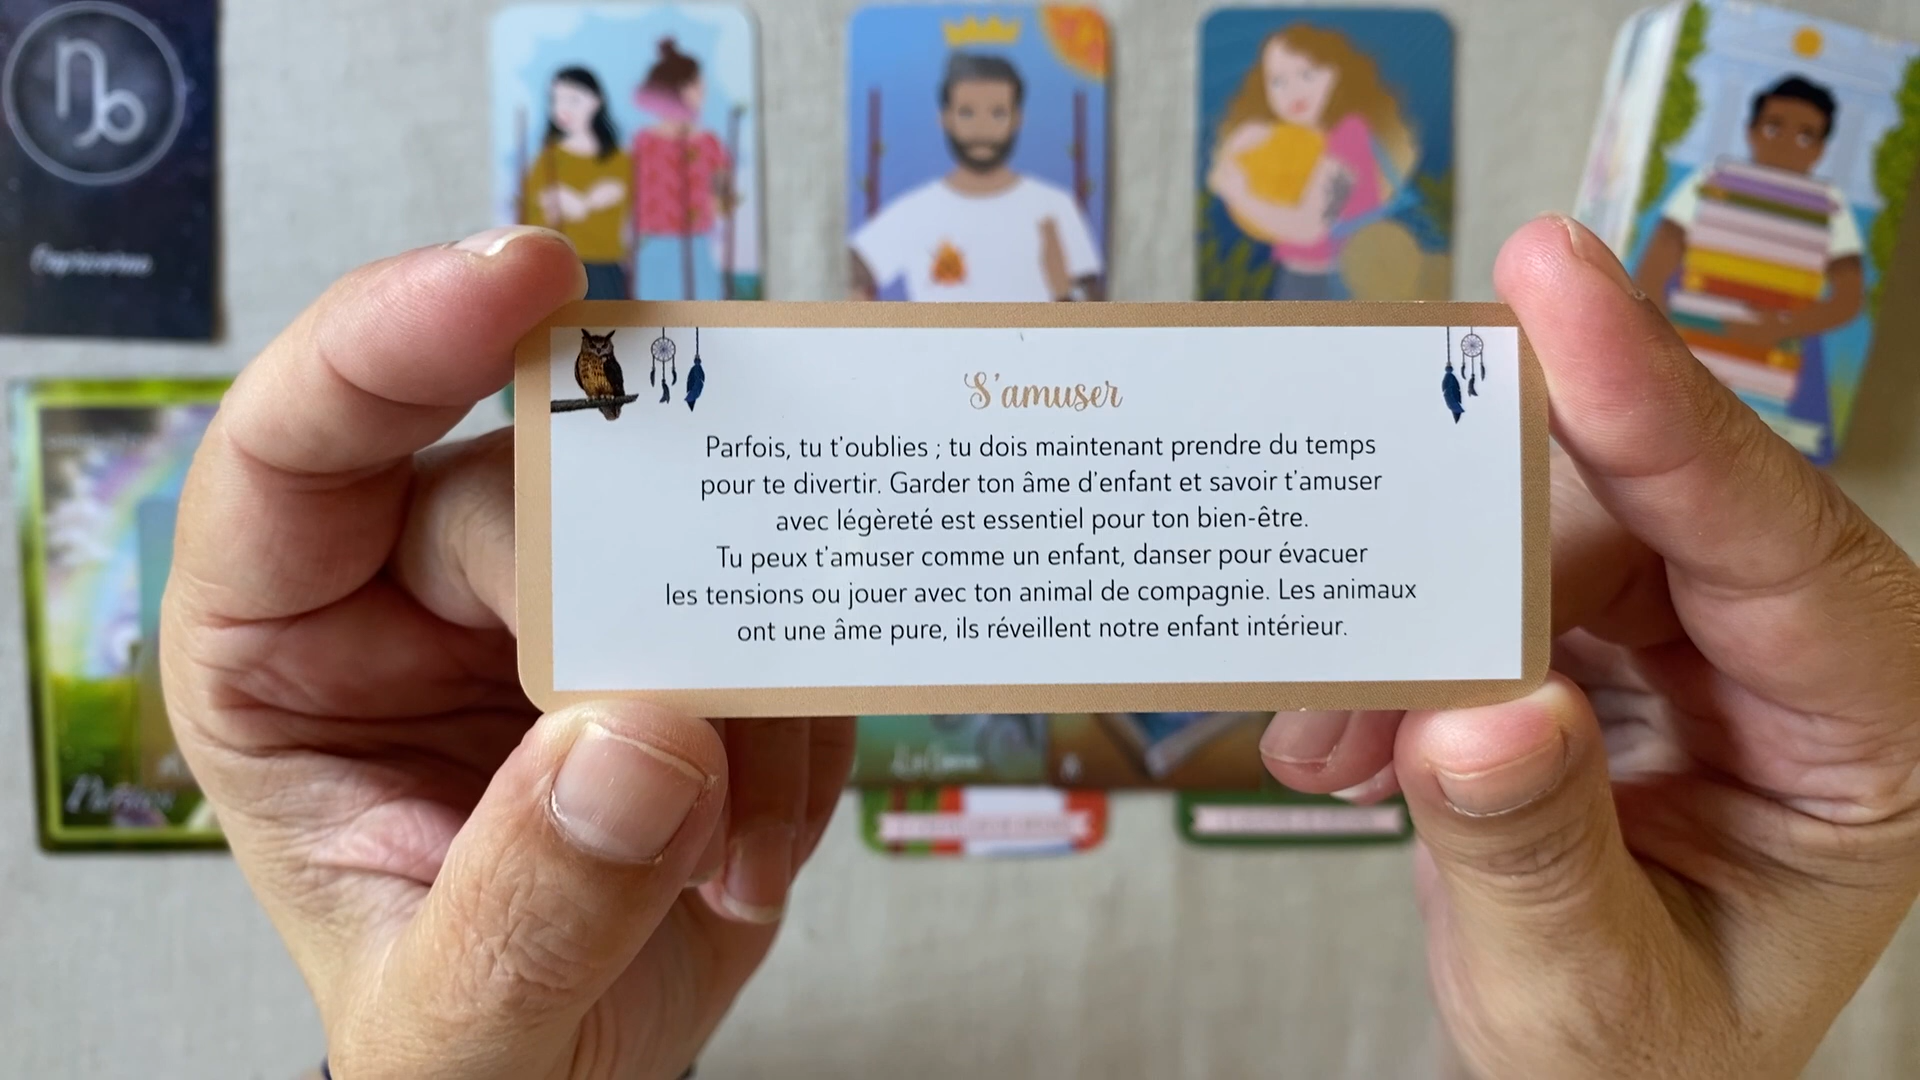 S'amuser
Parfois, tu t'oublies ; tu dois maintenant prendre du temps
pour te divertir. Garder ton âme d'enfant et savoir t'amuser
avec légèreté est essentiel pour ton bien-être.
Tu peux t'amuser comme un enfant, danser pour évacuer
les tensions ou jouer avec ton animal de compagnie. Les animaux
ont une âme pure, ils réveillent notre enfant intérieur.